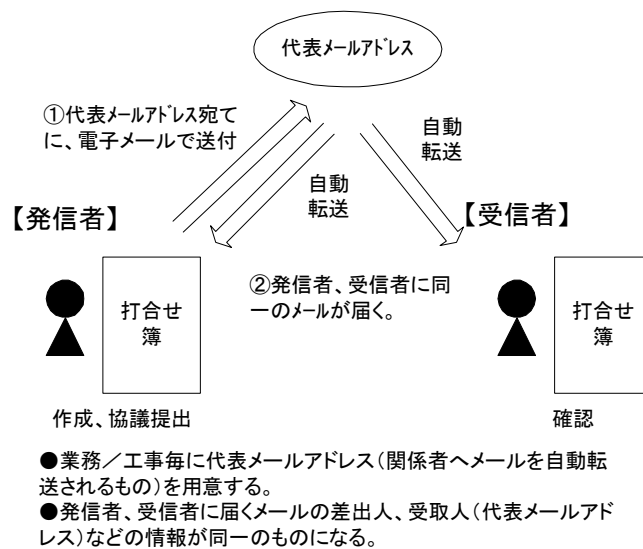 代表メールアドレス
①代表メールアドレス宛て
に、電子メールで送付
自動
転送
自動
転送
【発信者】
【受信者】
②発信者、受信者に同
一のメールが届く。
打合せ
簿
打合せ
簿
作成、協議提出
確認
●業務／工事毎に代表メールアドレス（関係者へメールを自動転
送されるもの）を用意する。
●発信者、受信者に届くメールの差出人、受取人（代表メールアド
レス）などの情報が同一のものになる。